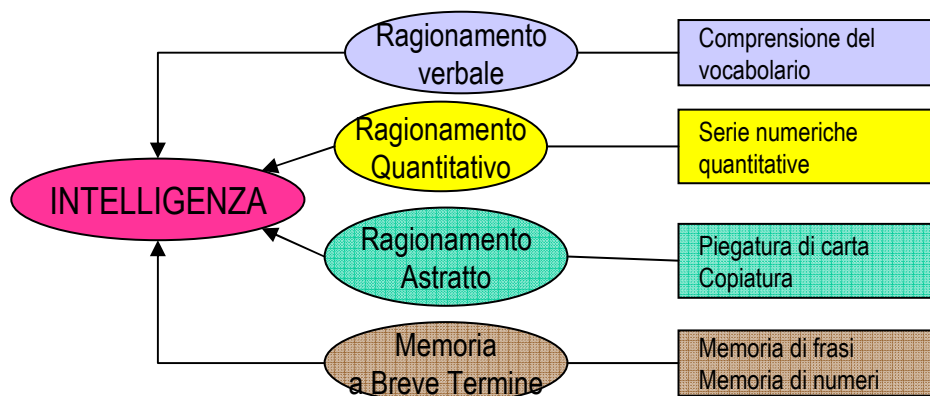 Ragionamento
verbale
Comprensione del
vocabolario
Ragionamento
Quantitativo
Serie numeriche
quantitative
INTELLIGENZA
Ragionamento
Astratto
Piegatura di carta
Copiatura
Memoria
a Breve Termine
Memoria di frasi
Memoria di numeri